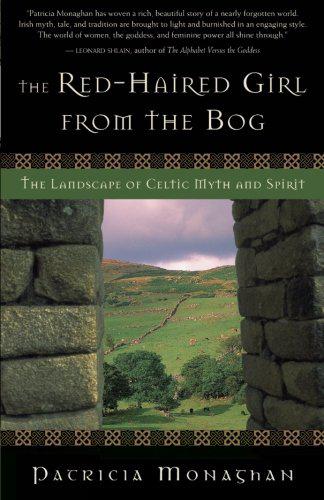 "Patricia Monaghan has woven a rich, beautiful story of a nearly forgotten world.
Irish myth, tale, and tradition are brought to light and burnished in an engaging style.
The world of women, the goddess, and feminine power all shine through."
— LEONARD SHLAIN, author of The Alphabet Versus the Goddess
THE RED-HAIRED GIRL
FROM THE BOG
THE LANDSCAPE OF CELTIC MYTH AND SPIRIT
PATRICIA MONAGHAN